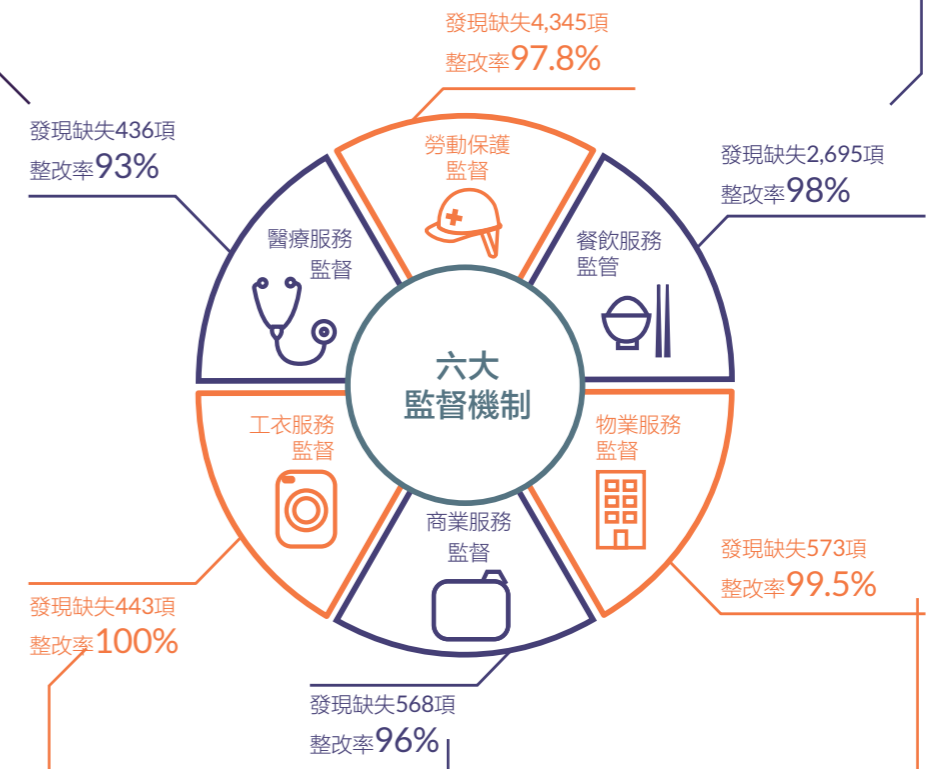 發現缺失4,345項
整改率97.8%
發現缺失436項
整改率93%
發現缺失2,695項
整改率98%
勞動保護
監督
醫療服務
監督
餐飲服務
監管
六大
監督機制
工衣服務
監督
物業服務
監督
商業服務
監督
發現缺失573項
整改率99.5%
發現缺失443項
整改率100%
發現缺失568項
整改率96%